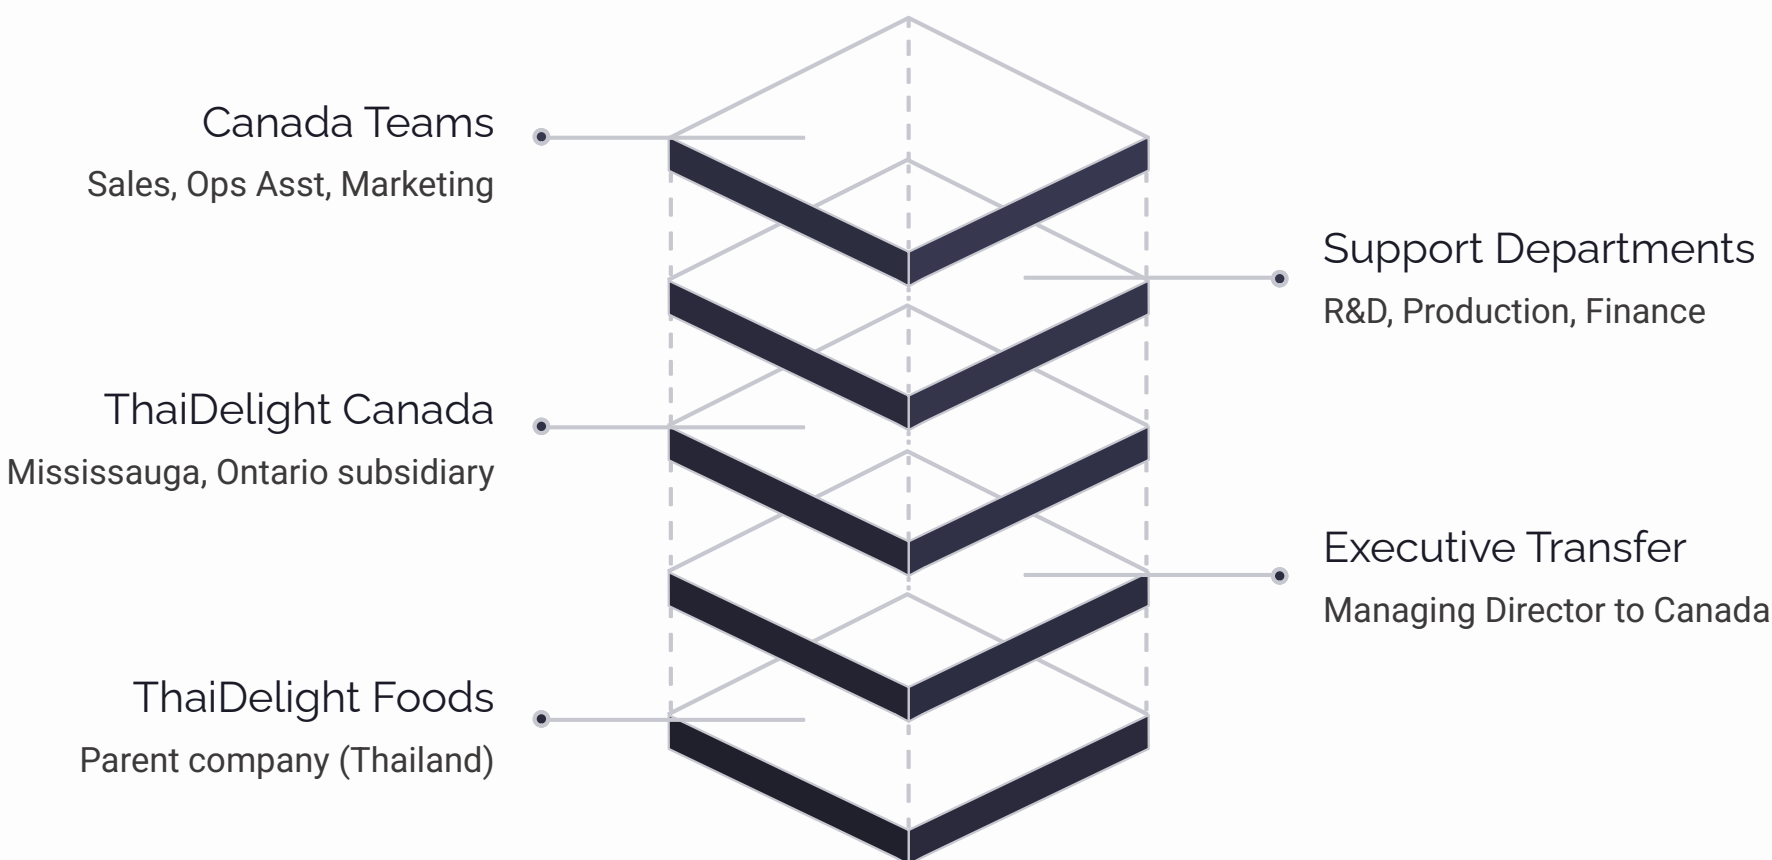 Canada Teams
Sales, Ops Asst, Marketing
Support Departments
R&D, Production, Finance
ThaiDelight Canada
Mississauga, Ontario subsidiary
Executive Transfer
Managing Director to Canada
ThaiDelight Foods
Parent company (Thailand)